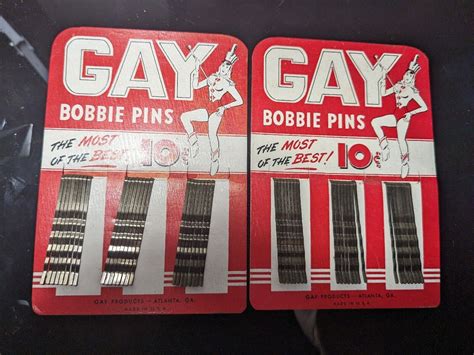 GAY
BOBBIE PINS
THE MOST
OF THE BEST!
10¢
GAY PRODUCTS - ATLANTA, GA.
MADE IN U.S.A.
GAY
BOBBIE PINS
THE MOST
OF THE BEST!
10¢
GAY PRODUCTS - ATLANTA, GA.
MADE IN U.S.A.